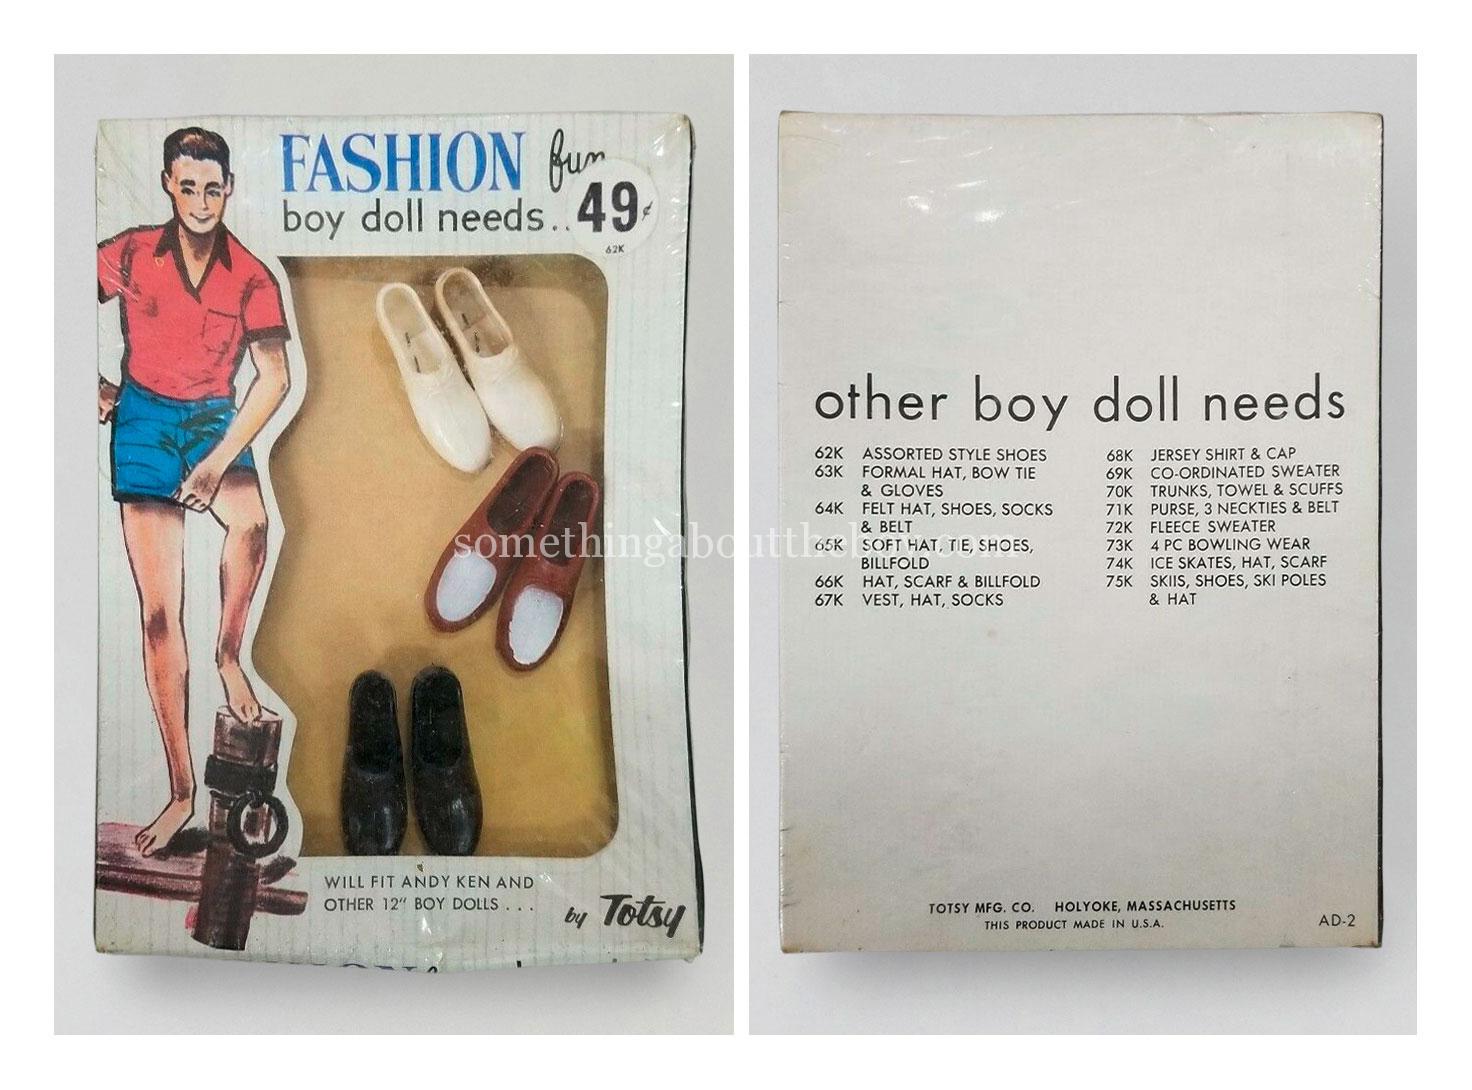 FASHION fun
boy doll needs..
49¢
62K
WILL FIT ANDY KEN AND
OTHER 12" BOY DOLLS . . .
by Totsy
somethingabouttheboy.com
other boy doll needs
62K ASSORTED STYLE SHOES
63K FORMAL HAT, BOW TIE
& GLOVES
64K FELT HAT, SHOES, SOCKS
& BELT
65K SOFT HAT, TIE, SHOES,
BILLFOLD
66K HAT, SCARF & BILLFOLD
67K VEST, HAT, SOCKS
68K JERSEY SHIRT & CAP
69K CO-ORDINATED SWEATER
70K TRUNKS, TOWEL & SCUFFS
71K PURSE, 3 NECKTIES & BELT
72K FLEECE SWEATER
73K 4 PC BOWLING WEAR
74K ICE SKATES, HAT, SCARF
75K SKIIS, SHOES, SKI POLES
& HAT
TOTSY MFG. CO. HOLYOKE, MASSACHUSETTS
THIS PRODUCT MADE IN U.S.A.
AD-2